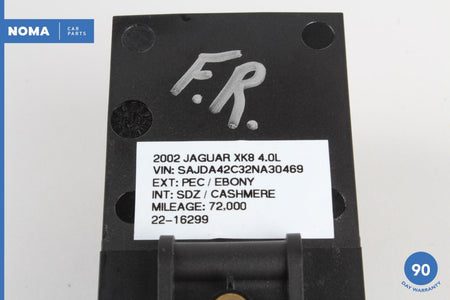 NOMA
CAR
PARTS
F.R.
2002 JAGUAR XK8 4.0L
VIN: SAJDA42C32NA30469
EXT: PEC / EBONY
INT: SDZ / CASHMERE
MILEAGE: 72,000
22-16299
90
DAY WARRANTY